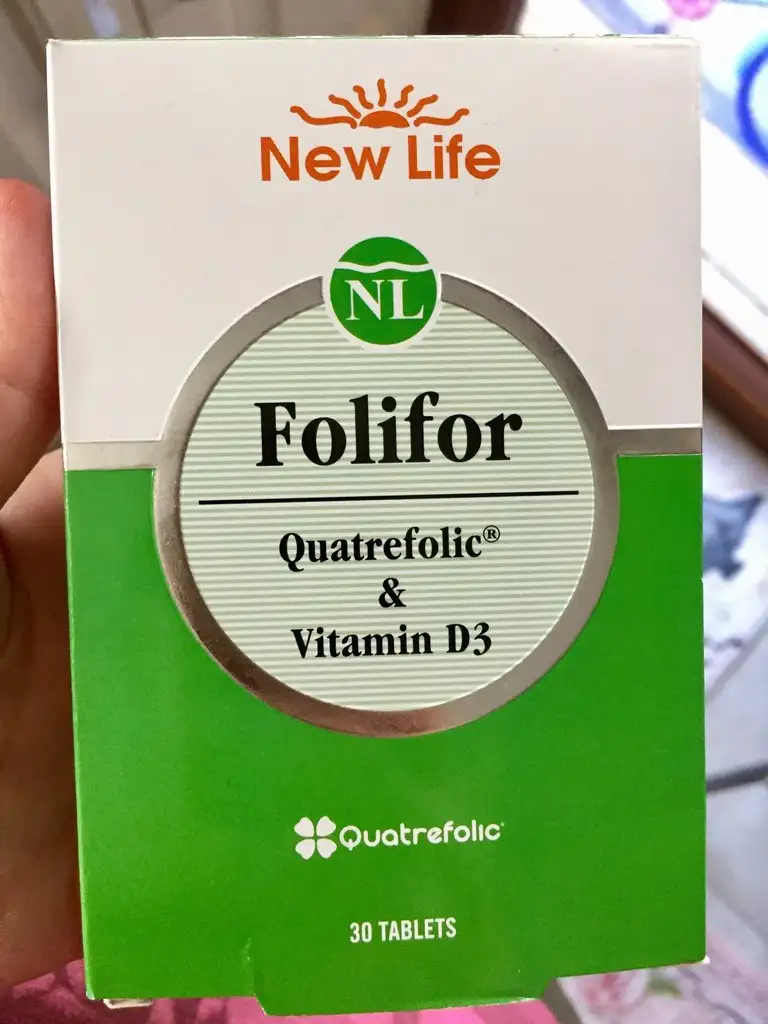 New Life
NL
Folifor
Quatrefolic®
&
Vitamin D3
Quatrefolic®
30 TABLETS